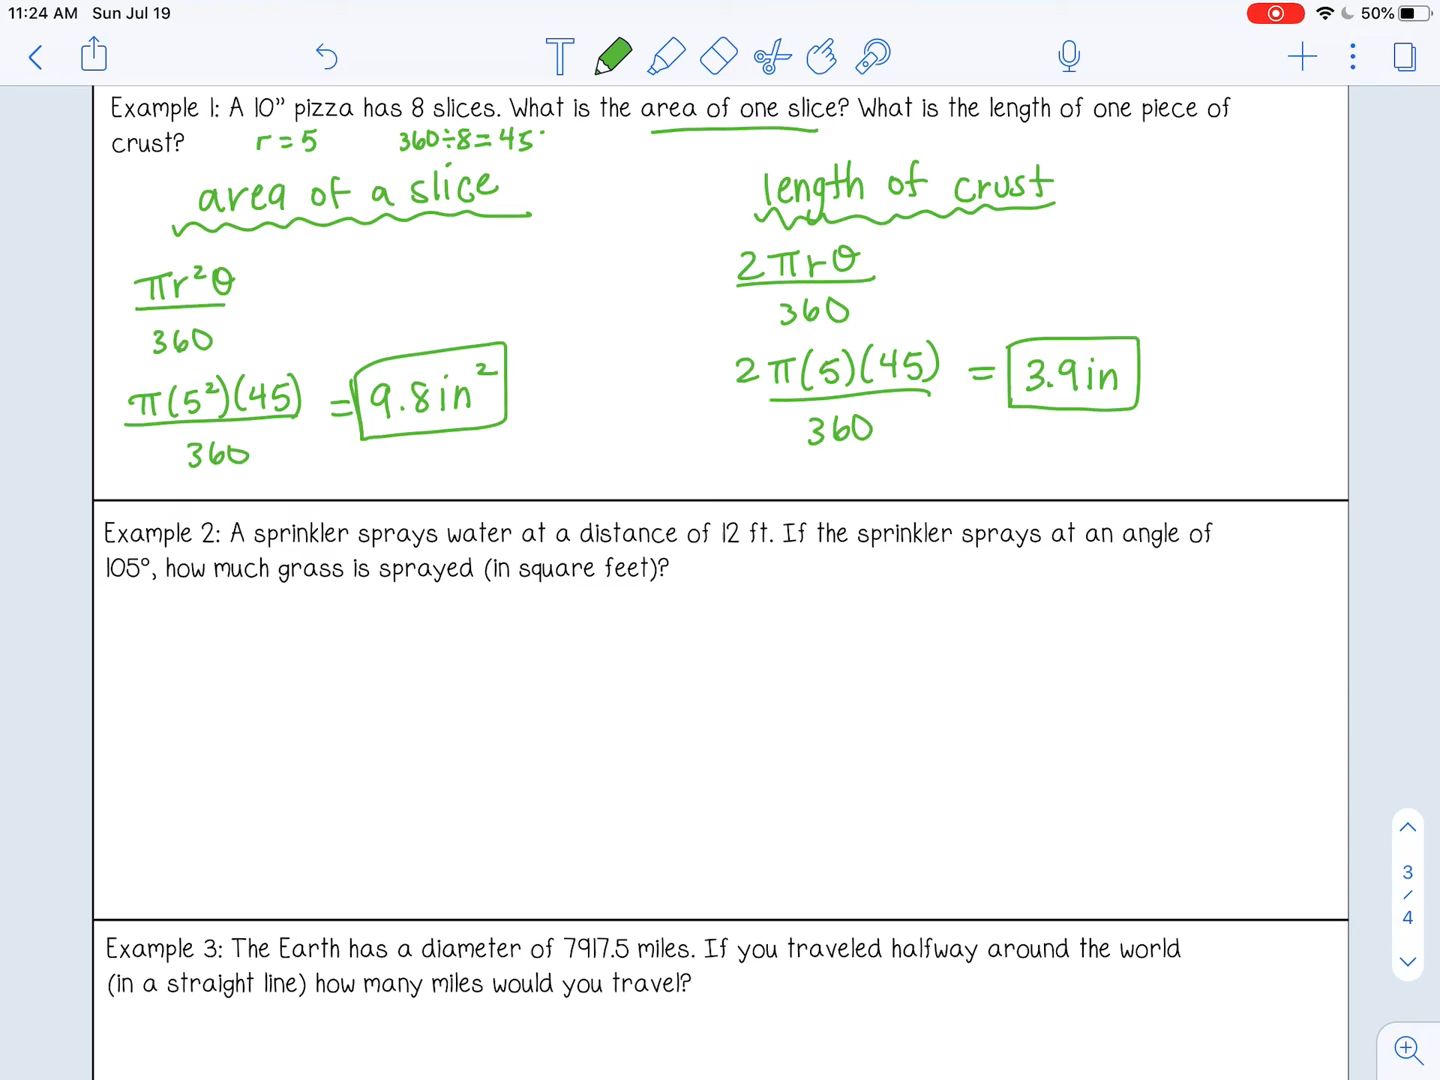 11:24 AM Sun Jul 19
50%
T
Example 1: A 10" pizza has 8 slices. What is the area of one slice? What is the length of one piece of
crust? r = 5 360÷8=45°
area of a slice
length of crust
πr²θ
360
2πrθ
360
π(5²)(45)
360
= 9.8in²
2π(5)(45)
360
= 3.9in
Example 2: A sprinkler sprays water at a distance of 12 ft. If the sprinkler sprays at an angle of
105°, how much grass is sprayed (in square feet)?
Example 3: The Earth has a diameter of 7917.5 miles. If you traveled halfway around the world
(in a straight line) how many miles would you travel?
3
/
4